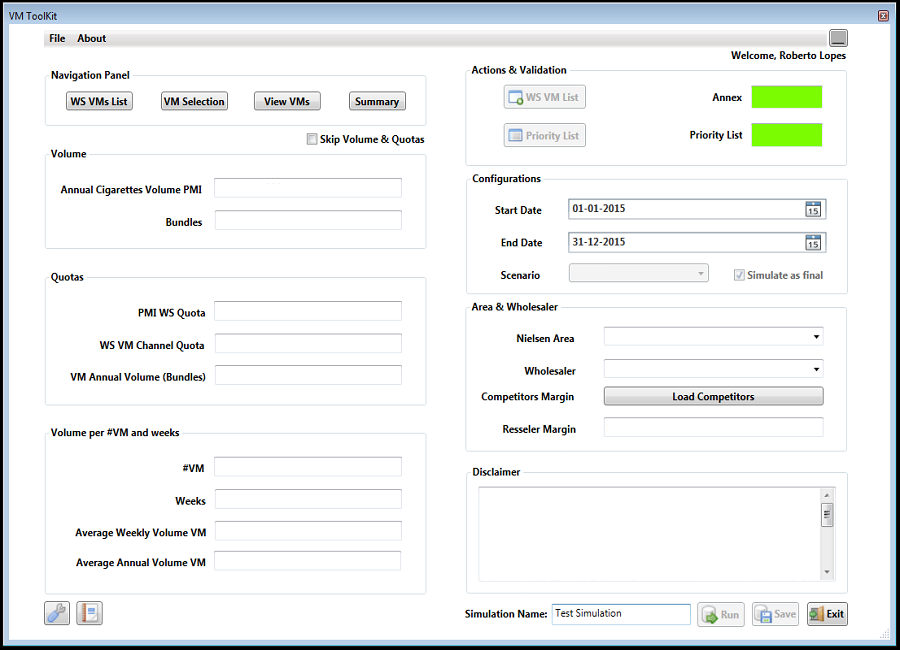 VM ToolKit
File About
Welcome, Roberto Lopes
Navigation Panel
WS VMs List VM Selection View VMs Summary
Skip Volume & Quotas
Volume
Annual Cigarettes Volume PMI
Bundles
Quotas
PMI WS Quota
WS VM Channel Quota
VM Annual Volume (Bundles)
Volume per #VM and weeks
#VM
Weeks
Average Weekly Volume VM
Average Annual Volume VM
Actions & Validation
WS VM List Annex
Priority List Priority List
Configurations
Start Date 01-01-2015 15
End Date 31-12-2015 15
Scenario Simulate as final
Area & Wholesaler
Nielsen Area
Wholesaler
Competitors Margin Load Competitors
Resseler Margin
Disclaimer
Simulation Name: Test Simulation Run Save Exit